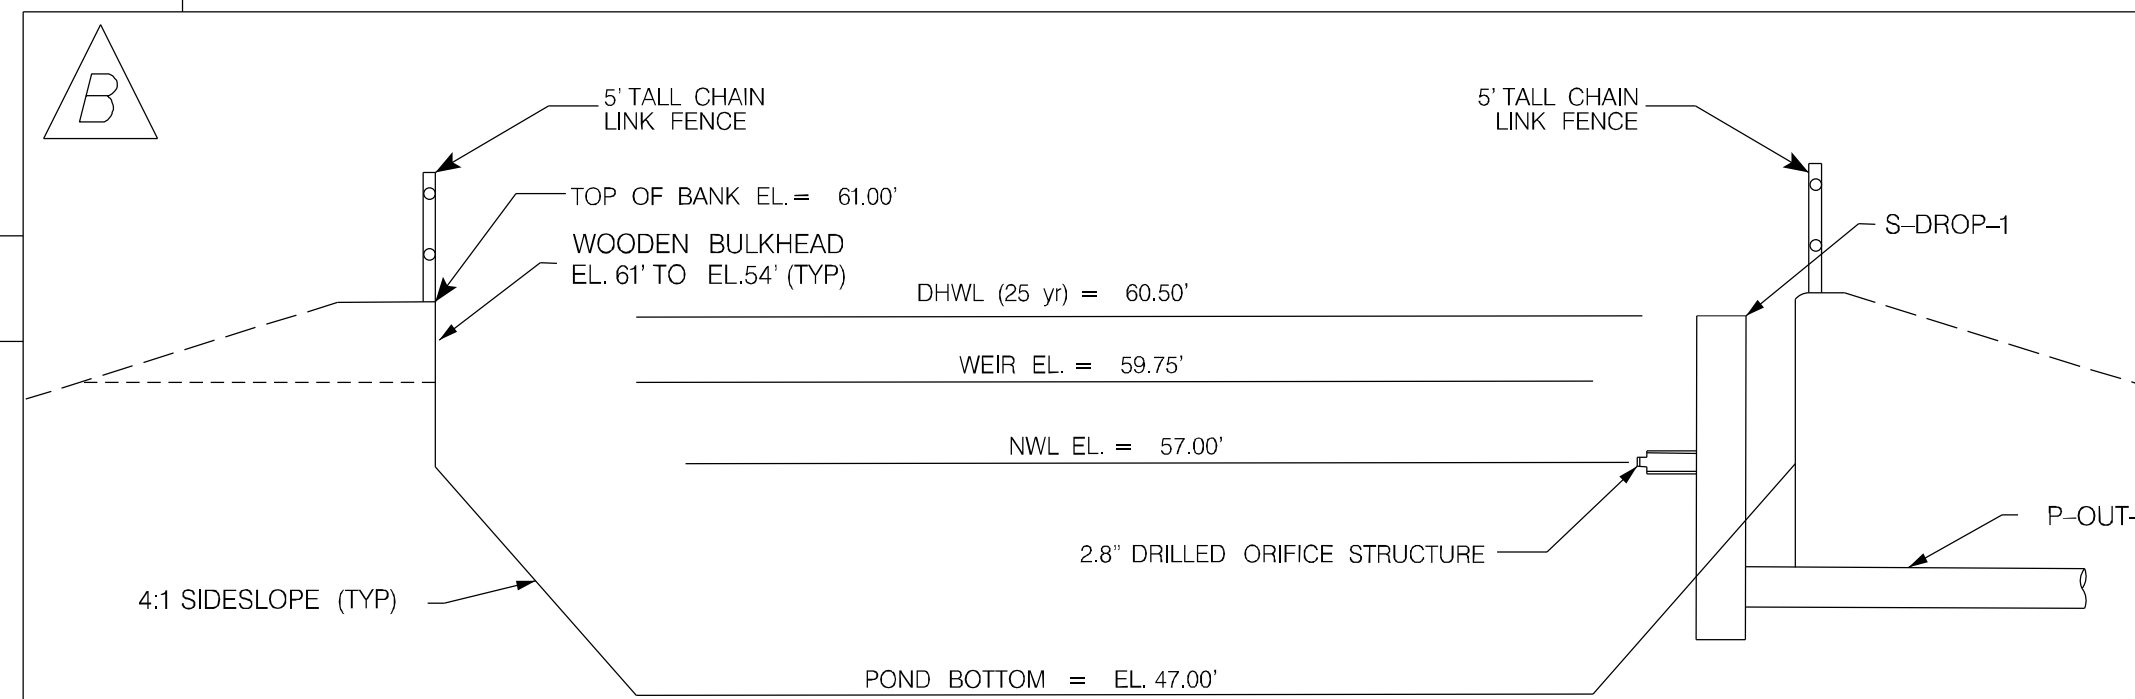 B
5' TALL CHAIN
LINK FENCE
5' TALL CHAIN
LINK FENCE
TOP OF BANK EL. = 61.00'
S-DROP-1
WOODEN BULKHEAD
EL. 61' TO EL.54' (TYP)
DHWL (25 yr) = 60.50'
WEIR EL. = 59.75'
NWL EL. = 57.00'
P-OUT-
2.8" DRILLED ORIFICE STRUCTURE
4:1 SIDESLOPE (TYP)
POND BOTTOM = EL. 47.00'